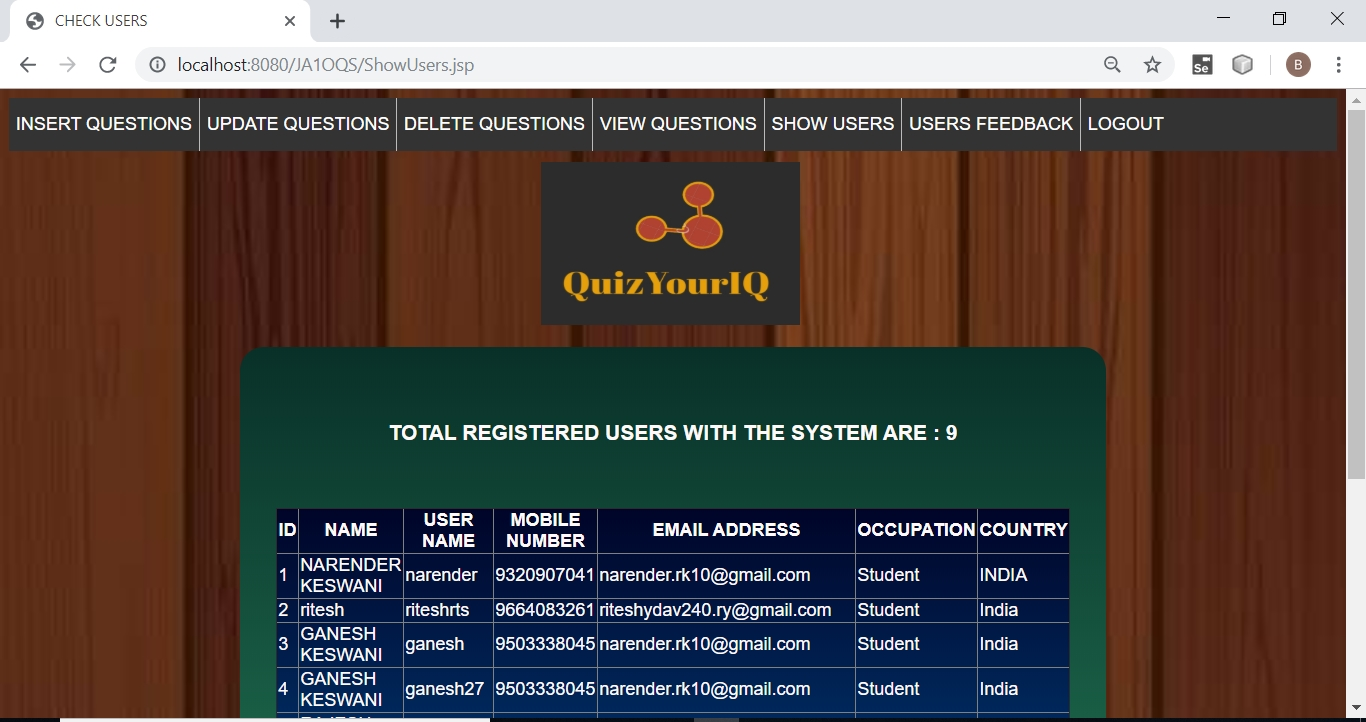 CHECK USERS
localhost:8080/JA1OQS/ShowUsers.jsp
Se
B
INSERT QUESTIONS UPDATE QUESTIONS DELETE QUESTIONS VIEW QUESTIONS SHOW USERS USERS FEEDBACK LOGOUT
QuizYourIQ
TOTAL REGISTERED USERS WITH THE SYSTEM ARE : 9
ID NAME USER NAME MOBILE NUMBER EMAIL ADDRESS OCCUPATION COUNTRY
1 NARENDER KESWANI narender 9320907041 narender.rk10@gmail.com Student INDIA
2 ritesh riteshrts 9664083261 riteshydav240.ry@gmail.com Student India
3 GANESH KESWANI ganesh 9503338045 narender.rk10@gmail.com Student India
4 GANESH KESWANI ganesh27 9503338045 narender.rk10@gmail.com Student India